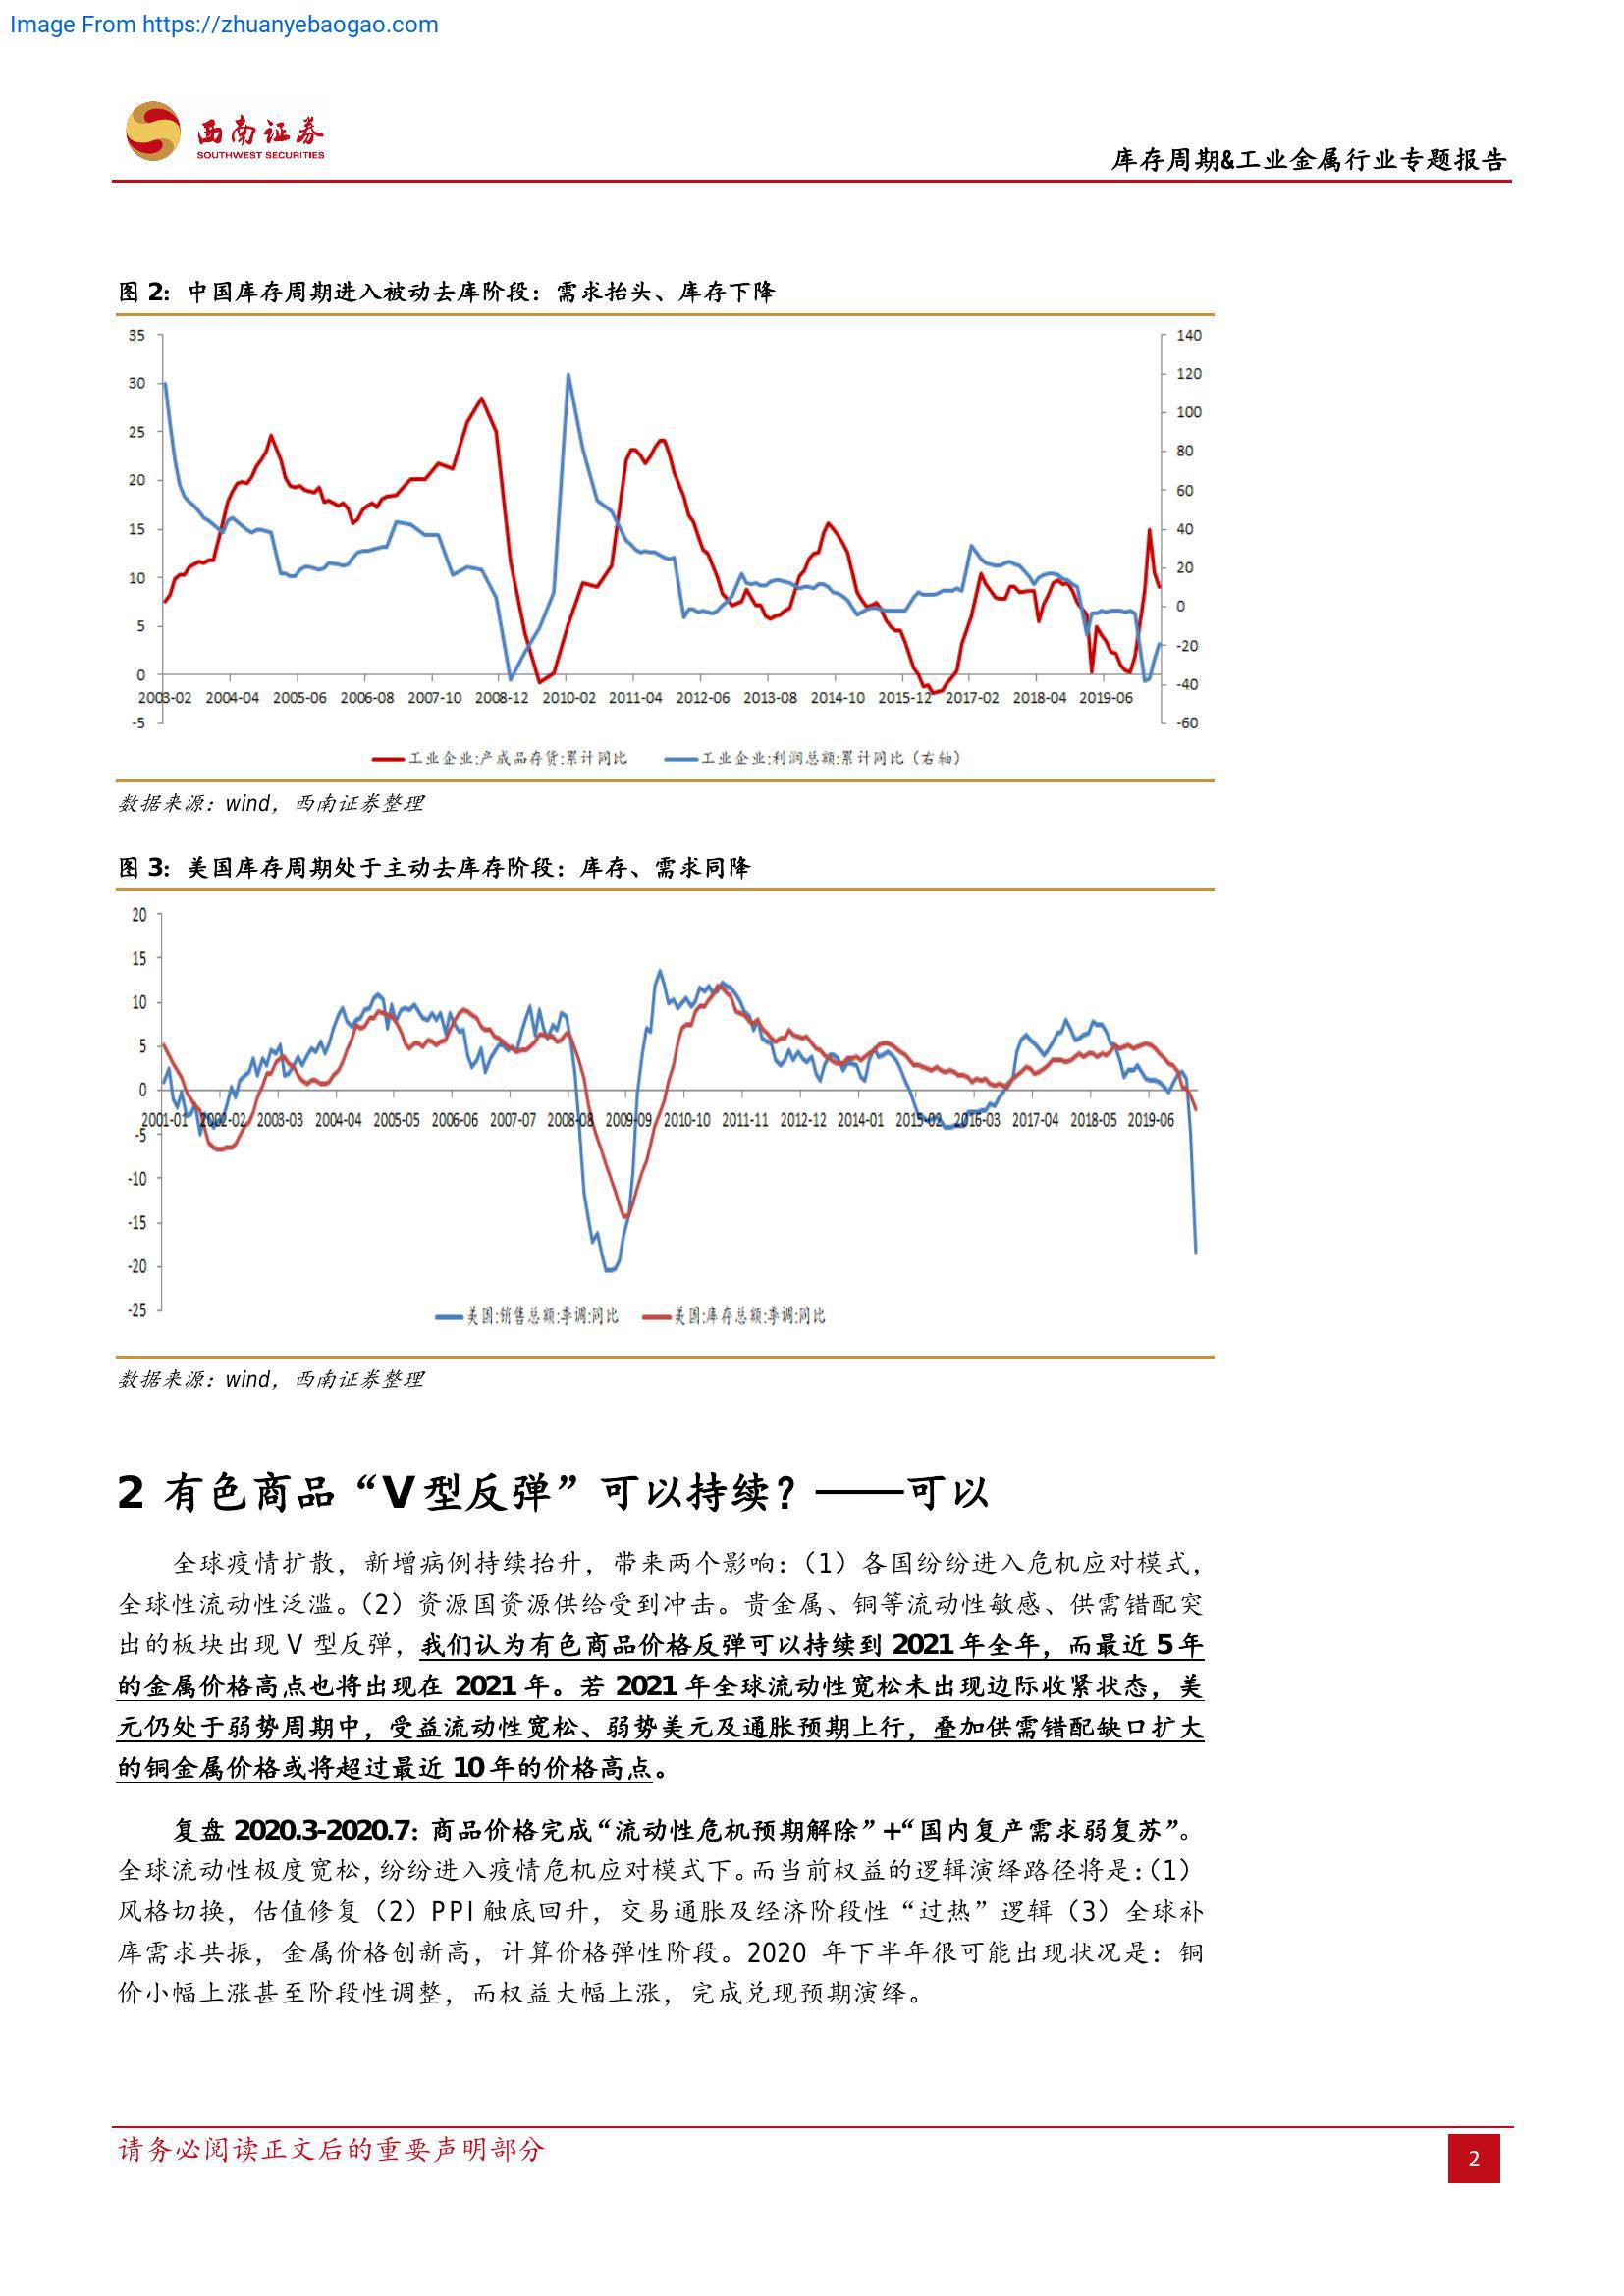 Image From https://zhuanyebaogao.com
西南证券
SOUTHWEST SECURITIES
库存周期&工业金属行业专题报告
图 2：中国库存周期进入被动去库阶段：需求抬头、库存下降
35
30
25
20
15
10
5
0
-5
140
120
100
80
60
40
20
0
-20
-40
-60
2003-02 2004-04 2005-06 2006-08 2007-10 2008-12 2010-02 2011-04 2012-06 2013-08 2014-10 2015-12 2017-02 2018-04 2019-06
工业企业:产成品存货:累计同比 工业企业:利润总额:累计同比（右轴）
数据来源：wind，西南证券整理
图 3：美国库存周期处于主动去库存阶段：库存、需求同降
20
15
10
5
0
-5
-10
-15
-20
-25
2001-01 2002-02 2003-03 2004-04 2005-05 2006-06 2007-07 2008-08 2009-09 2010-10 2011-11 2012-12 2014-01 2015-02 2016-03 2017-04 2018-05 2019-06
美国:销售总额:季调:同比 美国:库存总额:季调:同比
数据来源：wind，西南证券整理
2 有色商品“V 型反弹”可以持续？——可以
全球疫情扩散，新增病例持续抬升，带来两个影响：（1）各国纷纷进入危机应对模式，
全球性流动性泛滥。（2）资源国资源供给受到冲击。贵金属、铜等流动性敏感、供需错配突
出的板块出现 V 型反弹，我们认为有色商品价格反弹可以持续到 2021 年全年，而最近 5 年
的金属价格高点也将出现在 2021 年。若 2021 年全球流动性宽松未出现边际收紧状态，美
元仍处于弱势周期中，受益流动性宽松、弱势美元及通胀预期上行，叠加供需错配缺口扩大
的铜金属价格或将超过最近 10 年的价格高点。
复盘 2020.3-2020.7：商品价格完成“流动性危机预期解除”+“国内复产需求弱复苏”。
全球流动性极度宽松，纷纷进入疫情危机应对模式下。而当前权益的逻辑演绎路径将是：（1）
风格切换，估值修复（2）PPI 触底回升，交易通胀及经济阶段性“过热”逻辑（3）全球补
库需求共振，金属价格创新高，计算价格弹性阶段。2020 年下半年很可能出现状况是：铜
价小幅上涨甚至阶段性调整，而权益大幅上涨，完成兑现预期演绎。
请务必阅读正文后的重要声明部分
2